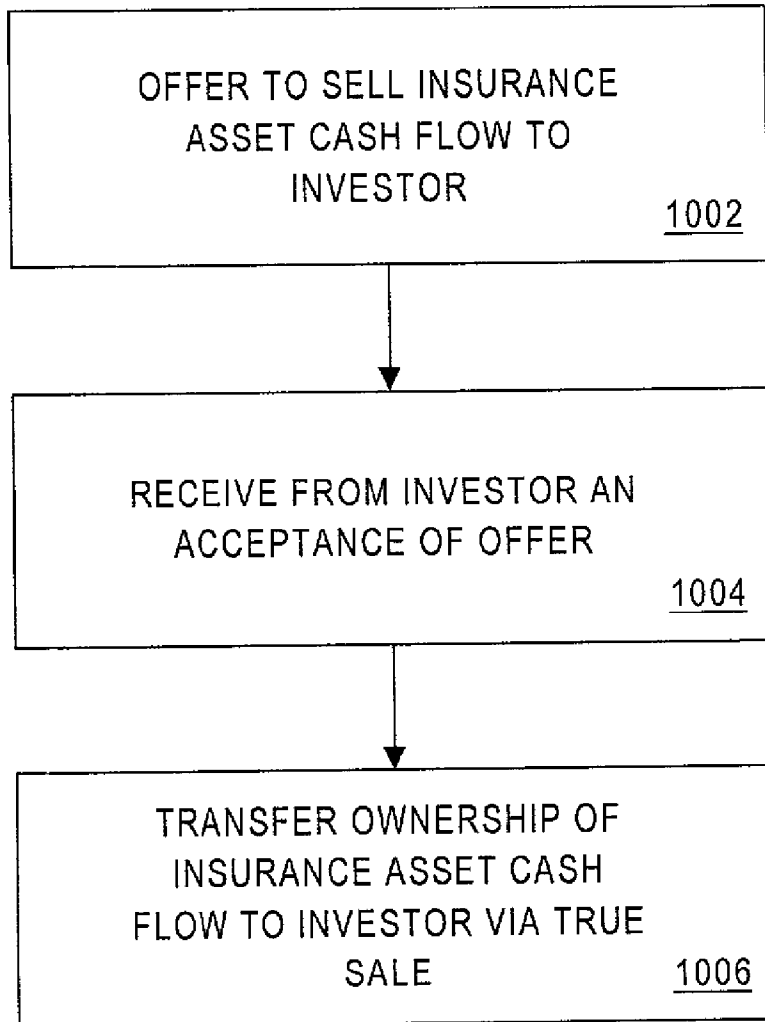 OFFER TO SELL INSURANCE
ASSET CASH FLOW TO
INVESTOR
1002
RECEIVE FROM INVESTOR AN
ACCEPTANCE OF OFFER
1004
TRANSFER OWNERSHIP OF
INSURANCE ASSET CASH
FLOW TO INVESTOR VIA TRUE
SALE
1006